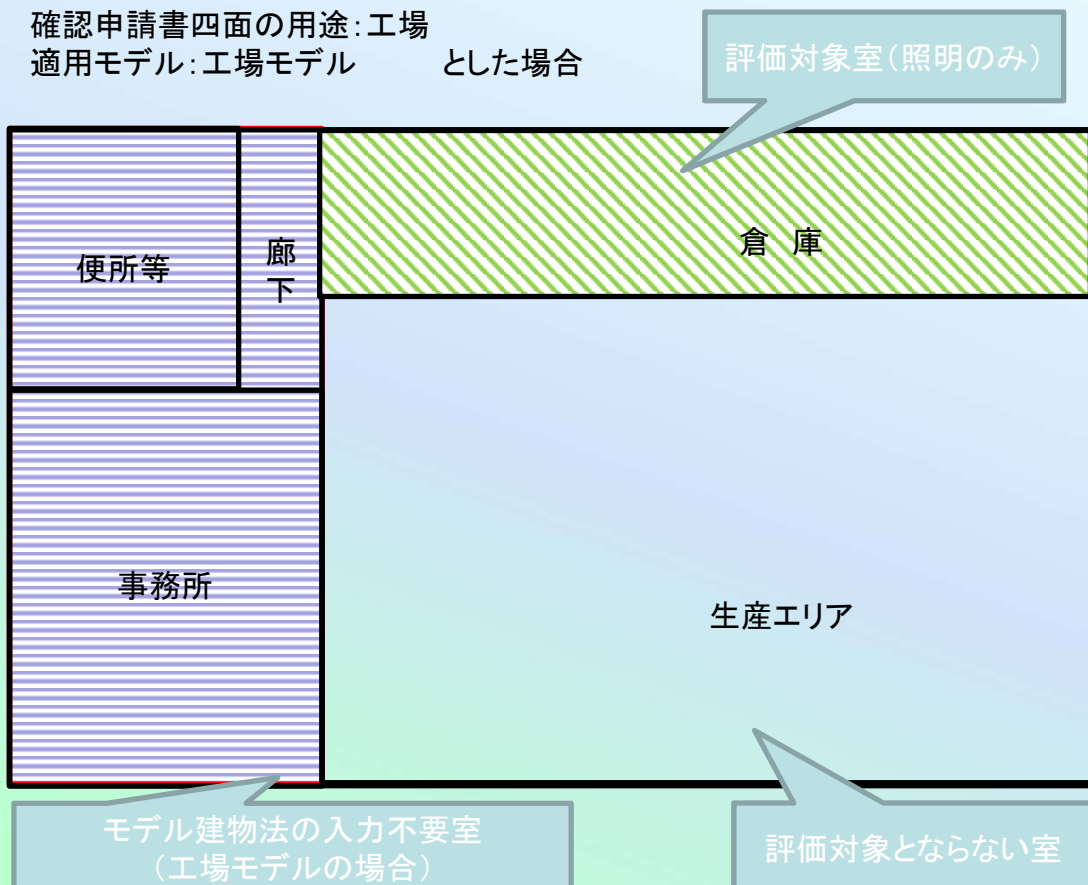 確認申請書四面の用途：工場
適用モデル：工場モデル　　　とした場合
評価対象室（照明のみ）
便所等
廊下
倉　庫
事務所
生産エリア
モデル建物法の入力不要室
（工場モデルの場合）
評価対象とならない室